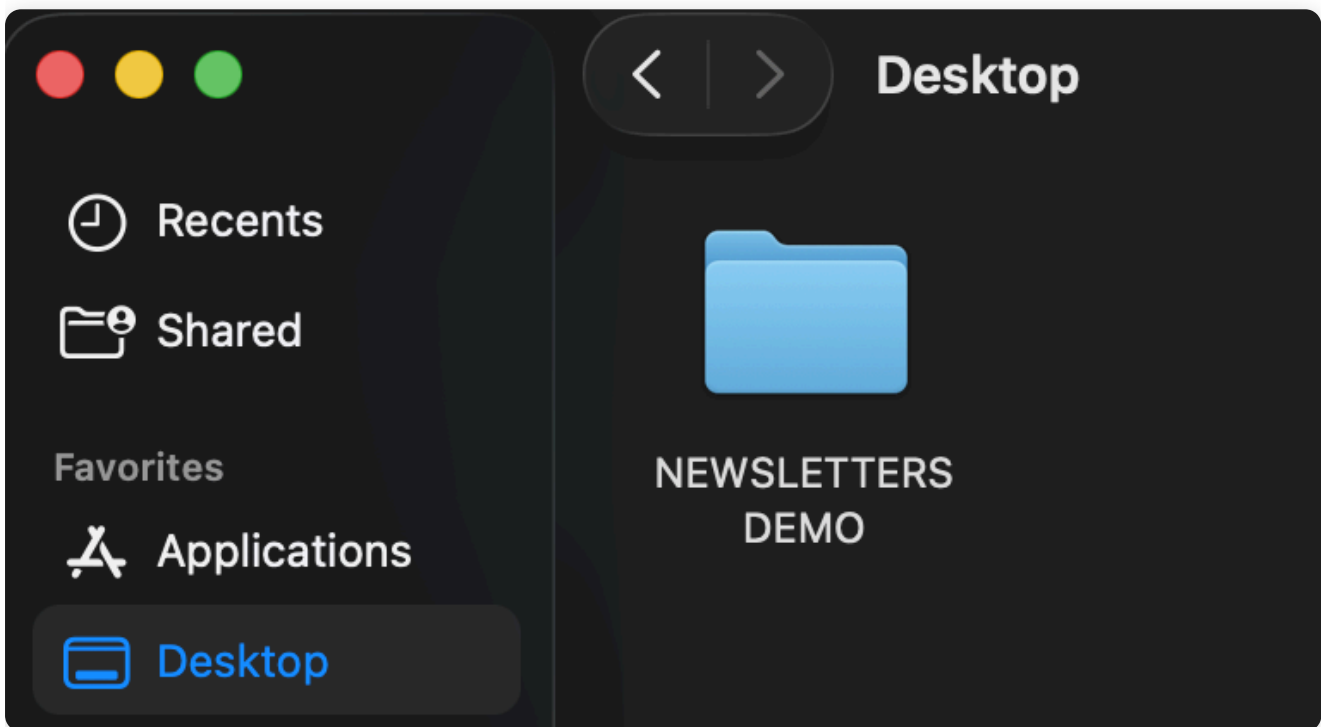 Desktop
Recents
Shared
Favorites
Applications
Desktop
NEWSLETTERS
DEMO